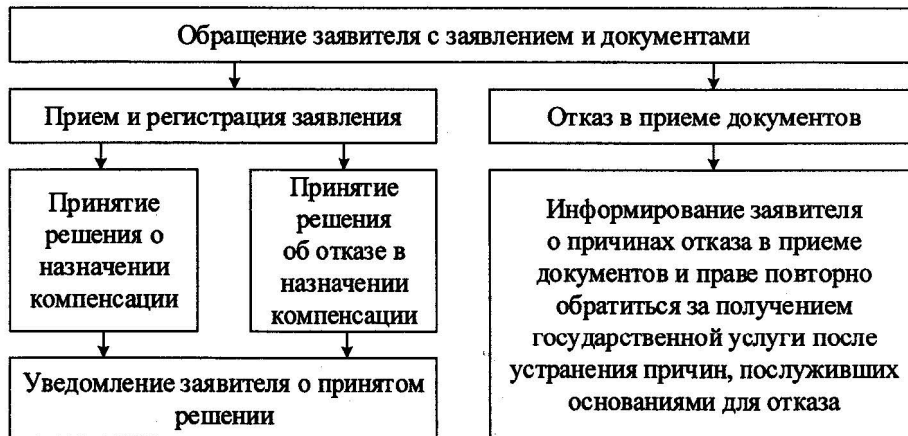 Обращение заявителя с заявлением и документами
Прием и регистрация заявления
Отказ в приеме документов
Принятие
решения о
назначении
компенсации
Принятие
решения
об отказе в
назначении
компенсации
Информирование заявителя
о причинах отказа в приеме
документов и праве повторно
обратиться за получением
государственной услуги после
устранения причин, послуживших
основаниями для отказа
Уведомление заявителя о принятом
решении